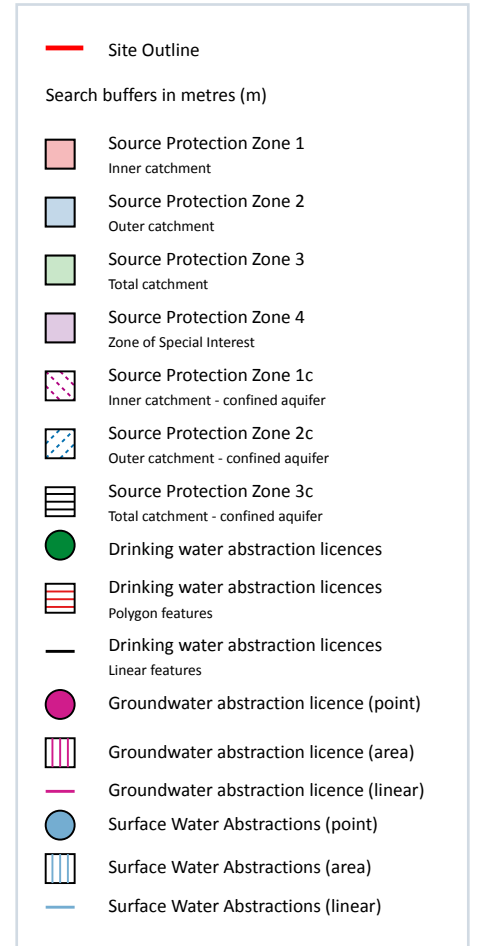 Site Outline
Search buffers in metres (m)
Source Protection Zone 1
Inner catchment
Source Protection Zone 2
Outer catchment
Source Protection Zone 3
Total catchment
Source Protection Zone 4
Zone of Special Interest
Source Protection Zone 1c
Inner catchment - confined aquifer
Source Protection Zone 2c
Outer catchment - confined aquifer
Source Protection Zone 3c
Total catchment - confined aquifer
Drinking water abstraction licences
Drinking water abstraction licences
Polygon features
Drinking water abstraction licences
Linear features
Groundwater abstraction licence (point)
Groundwater abstraction licence (area)
Groundwater abstraction licence (linear)
Surface Water Abstractions (point)
Surface Water Abstractions (area)
Surface Water Abstractions (linear)